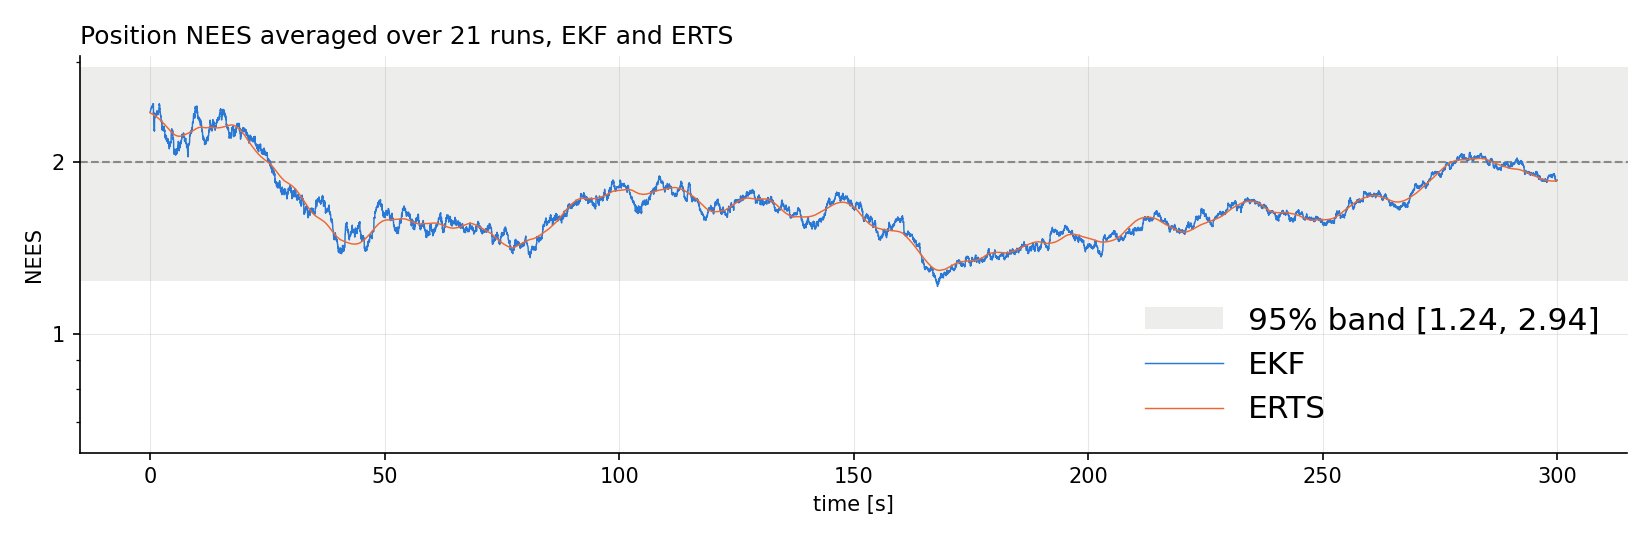 Position NEES averaged over 21 runs, EKF and ERTS
NEES
2
1
95% band [1.24, 2.94]
EKF
ERTS
0 50 100 150 200 250 300
time [s]